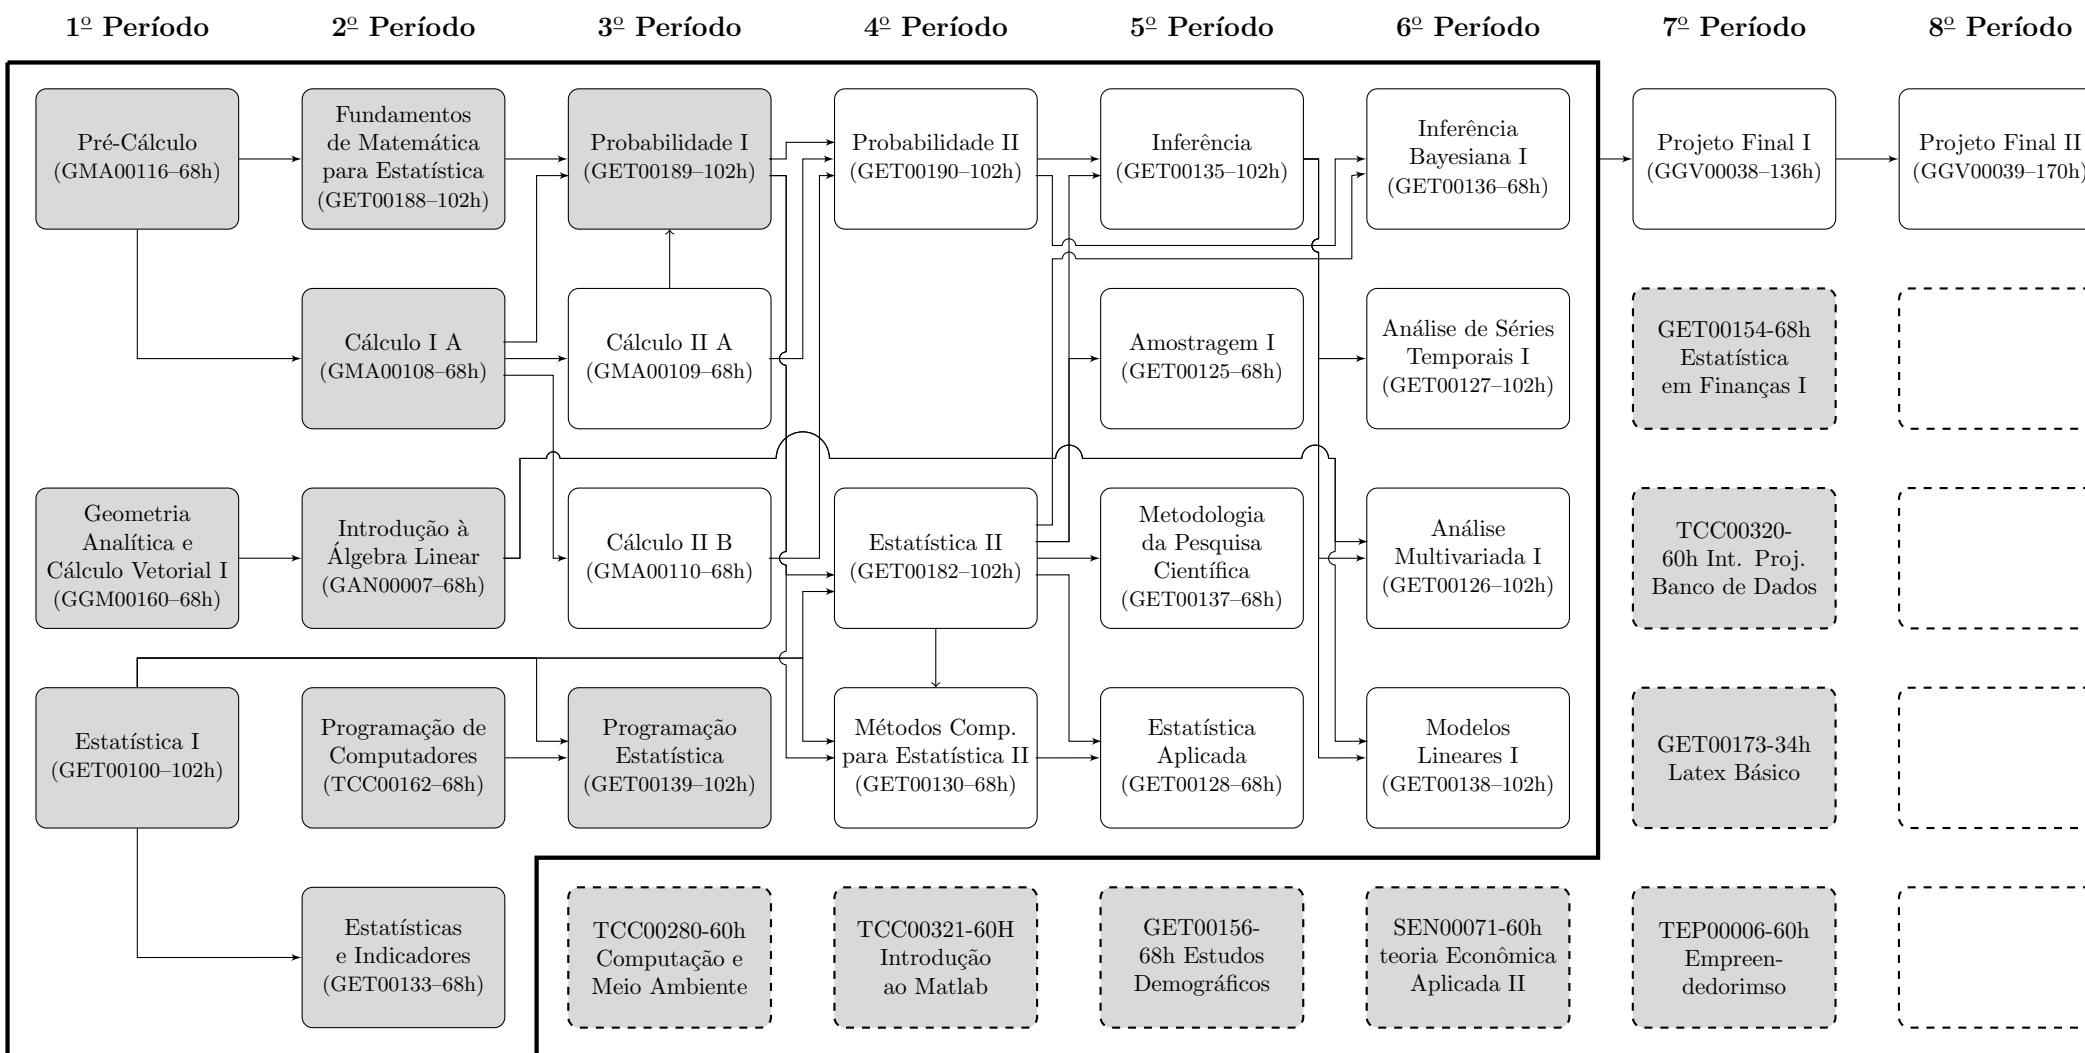 1º Período
2º Período
3º Período
4º Período
5º Período
6º Período
7º Período
8º Período
Pré-Cálculo
(GMA00116–68h)
Fundamentos
de Matemática
para Estatística
(GET00188–102h)
Probabilidade I
(GET00189–102h)
Probabilidade II
(GET00190–102h)
Inferência
(GET00135–102h)
Inferência
Bayesiana I
(GET00136–68h)
Projeto Final I
(GGV00038–136h)
Projeto Final II
(GGV00039–170h)
Cálculo I A
(GMA00108–68h)
Cálculo II A
(GMA00109–68h)
Amostragem I
(GET00125–68h)
Análise de Séries
Temporais I
(GET00127–102h)
GET00154-68h
Estatística
em Finanças I
Geometria
Analítica e
Cálculo Vetorial I
(GGM00160–68h)
Introdução à
Álgebra Linear
(GAN00007–68h)
Cálculo II B
(GMA00110–68h)
Estatística II
(GET00182–102h)
Metodologia
da Pesquisa
Científica
(GET00137–68h)
Análise
Multivariada I
(GET00126–102h)
TCC00320-
60h Int. Proj.
Banco de Dados
Estatística I
(GET00100–102h)
Programação de
Computadores
(TCC00162–68h)
Programação
Estatística
(GET00139–102h)
Métodos Comp.
para Estatística II
(GET00130–68h)
Estatística
Aplicada
(GET00128–68h)
Modelos
Lineares I
(GET00138–102h)
GET00173-34h
Latex Básico
Estatísticas
e Indicadores
(GET00133–68h)
TCC00280-60h
Computação e
Meio Ambiente
TCC00321-60H
Introdução
ao Matlab
GET00156-
68h Estudos
Demográficos
SEN00071-60h
teoria Econômica
Aplicada II
TEP00006-60h
Empreen-
dedorimso